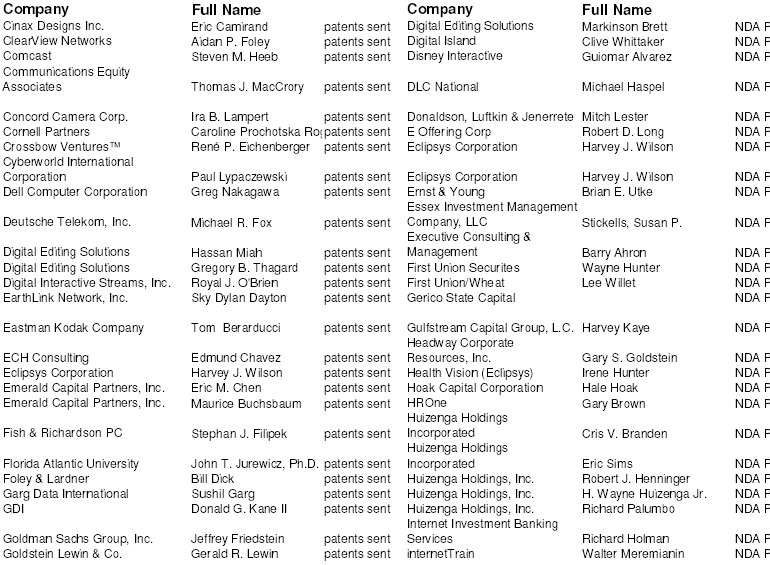 Company Full Name Company Full Name
Cinax Designs Inc. Eric Camirand patents sent Digital Editing Solutions Markinson Brett NDA P
ClearView Networks Aidan P. Foley patents sent Digital Island Clive Whittaker NDA P
Comcast Steven M. Heeb patents sent Disney Interactive Guiomar Alvarez NDA P
Communications Equity
Associates Thomas J. MacCrory patents sent DLC National Michael Haspel NDA P
Concord Camera Corp. Ira B. Lampert patents sent Donaldson, Luftkin & Jenerrete Mitch Lester NDA P
Cornell Partners Caroline Prochotska Ro patents sent E Offering Corp Robert D. Long NDA P
Crossbow Ventures™ René P. Eichenberger patents sent Eclipsys Corporation Harvey J. Wilson NDA P
Cyberworld International
Corporation Paul Lypaczewski patents sent Eclipsys Corporation Harvey J. Wilson NDA P
Dell Computer Corporation Greg Nakagawa patents sent Ernst & Young Brian E. Utke NDA P
Essex Investment Management
Deutsche Telekom, Inc. Michael R. Fox patents sent Company, LLC Stickells, Susan P. NDA P
Executive Consulting &
Digital Editing Solutions Hassan Miah patents sent Management Barry Ahron NDA P
Digital Editing Solutions Gregory B. Thagard patents sent First Union Securites Wayne Hunter NDA P
Digital Interactive Streams, Inc. Royal J. O'Brien patents sent First Union/Wheat Lee Willet NDA P
EarthLink Network, Inc. Sky Dylan Dayton patents sent Gerico State Capital NDA P
Eastman Kodak Company Tom Berarducci patents sent Gulfstream Capital Group, L.C. Harvey Kaye NDA P
Headway Corporate
ECH Consulting Edmund Chavez patents sent Resources, Inc. Gary S. Goldstein NDA P
Eclipsys Corporation Harvey J. Wilson patents sent Health Vision (Eclipsys) Irene Hunter NDA P
Emerald Capital Partners, Inc. Eric M. Chen patents sent Hoak Capital Corporation Hale Hoak NDA P
Emerald Capital Partners, Inc. Maurice Buchsbaum patents sent HROne Gary Brown NDA P
Huizenga Holdings
Fish & Richardson PC Stephan J. Filipek patents sent Incorporated Cris V. Branden NDA P
Huizenga Holdings
Florida Atlantic University John T. Jurewicz, Ph.D. patents sent Incorporated Eric Sims NDA P
Foley & Lardner Bill Dick patents sent Huizenga Holdings, Inc. Robert J. Henninger NDA P
Garg Data International Sushil Garg patents sent Huizenga Holdings, Inc. H. Wayne Huizenga Jr. NDA P
GDI Donald G. Kane II patents sent Huizenga Holdings, Inc. Richard Palumbo NDA P
Internet Investment Banking
Goldman Sachs Group, Inc. Jeffrey Friedstein patents sent Services Richard Holman NDA P
Goldstein Lewin & Co. Gerald R. Lewin patents sent internetTrain Walter Meremianin NDA P